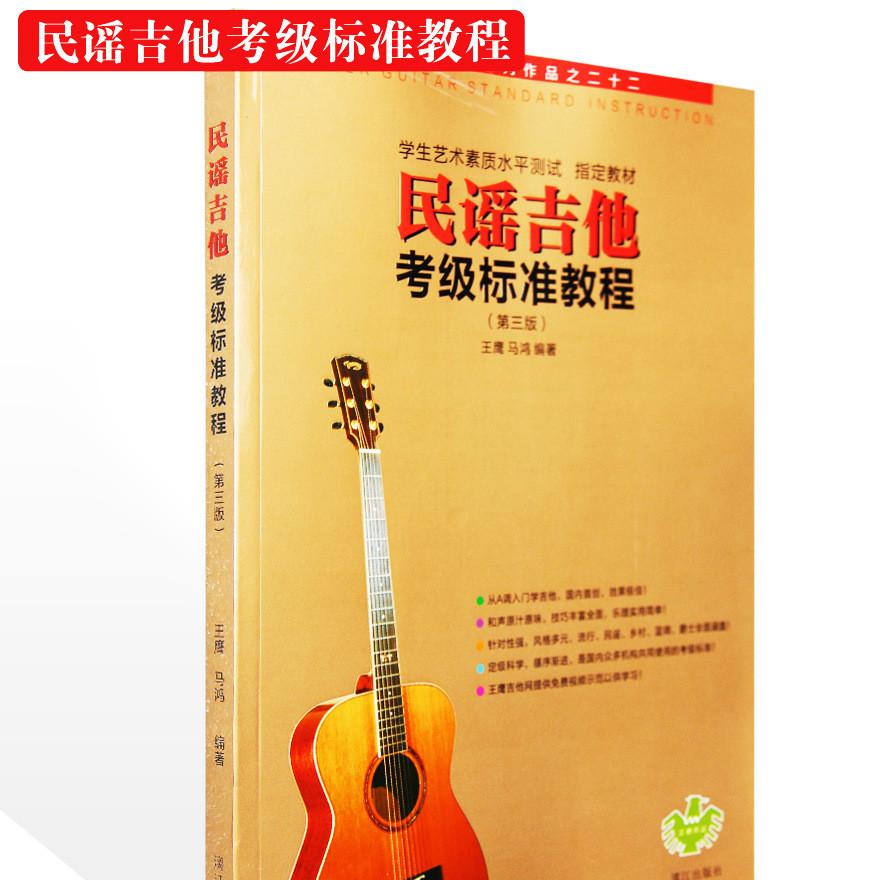 民谣吉他考级标准教程
作品之二十二
GUITAR STANDARD INSTRUCTION
学生艺术素质水平测试 指定教材
民谣吉他
考级标准教程
（第三版）
王鹰 马鸿 编著
从A调入门学吉他，国内首创，效果极佳！
和声原汁原味，技巧丰富全面，乐理实用简单！
针对性强，风格多元，流行、民谣、乡村、蓝调、爵士全面涵盖！
定级科学，循序渐进，是国内众多机构共同使用的考级标准！
王鹰吉他网提供免费视频示范以供学习！
漓江出版社
民谣吉他
考级标准教程
（第三版）
王鹰 马鸿 编著
漓江